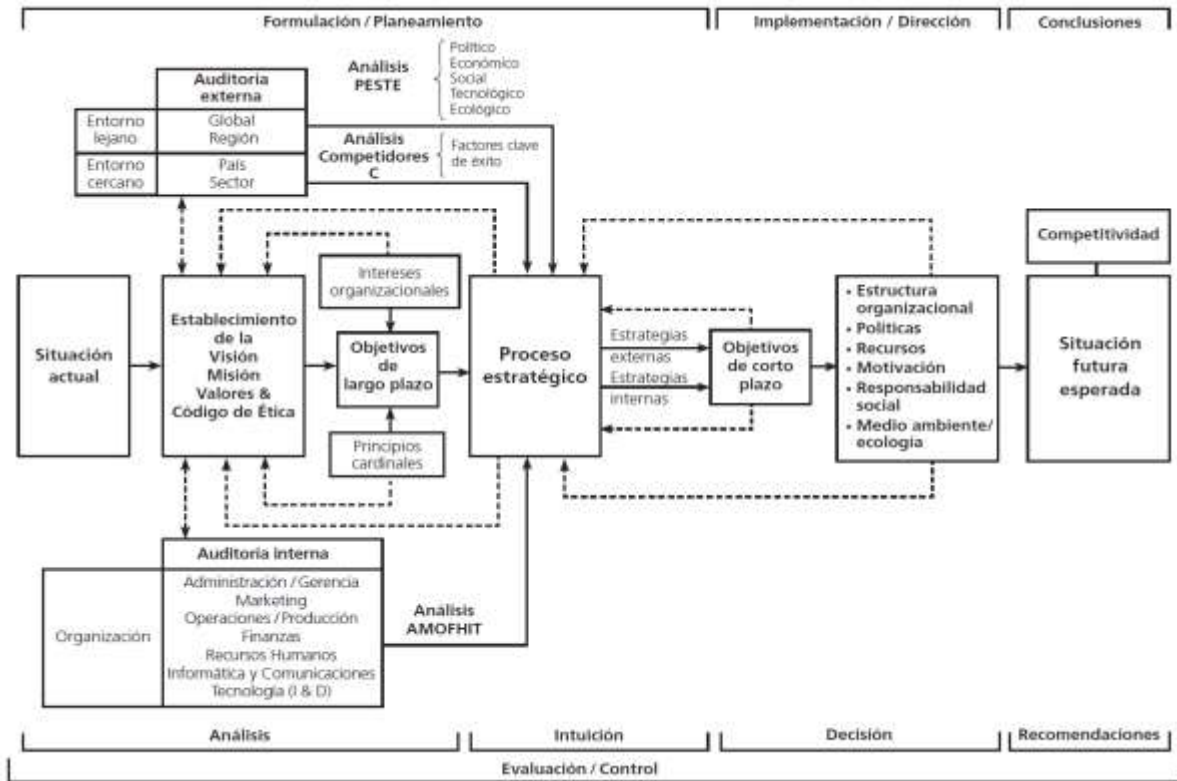 Formulación / Planeamiento
Implementación / Dirección
Conclusiones
Auditoria
externa
Entorno
lejano
Global
Región
Entorno
cercano
País
Sector
Análisis
PESTE
Político
Económico
Social
Tecnológico
Ecológico
Análisis
Competidores
C
Factores clave
de éxito
Situación
actual
Establecimiento
de la
Visión
Misión
Valores &
Código de Ética
Intereses
organizacionales
Objetivos
de
largo plazo
Principios
cardinales
Proceso
estratégico
Estrategias
externas
Estrategias
internas
Objetivos
de corto
plazo
• Estructura
organizacional
• Políticas
• Recursos
• Motivación
• Responsabilidad
social
• Medio ambiente/
ecología
Competitividad
Situación
futura
esperada
Auditoria interna
Organización
Administración / Gerencia
Marketing
Operaciones / Producción
Finanzas
Recursos Humanos
Informática y Comunicaciones
Tecnología (I & D)
Análisis
AMOFHIT
Análisis
Intuición
Decisión
Recomendaciones
Evaluación / Control